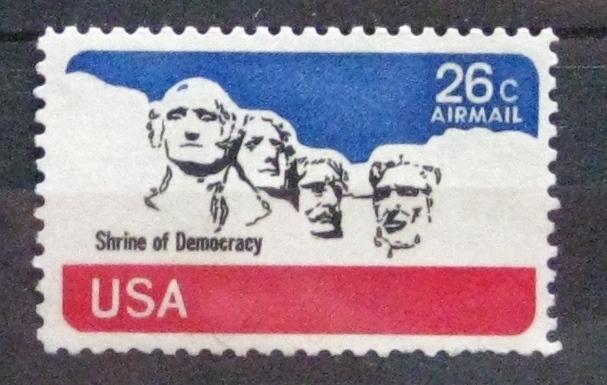 26c
AIRMAIL
Shrine of Democracy
USA